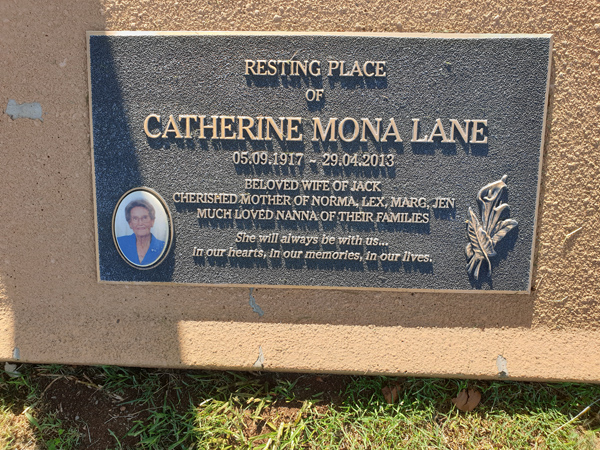 RESTING PLACE
OF
CATHERINE MONA LANE
05.09.1917 ~ 29.04.2013
BELOVED WIFE OF JACK
CHERISHED MOTHER OF NORMA, LEX, MARG, JEN
MUCH LOVED NANNA OF THEIR FAMILIES
She will always be with us...
in our hearts, in our memories, in our lives.